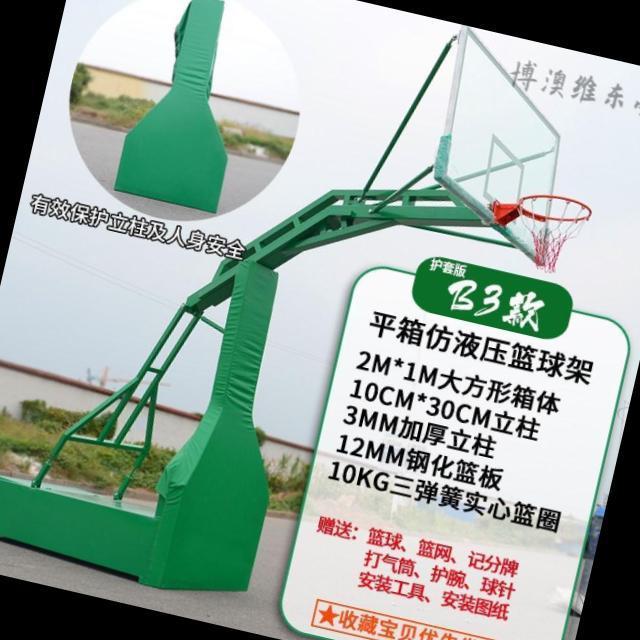 博澳维东
有效保护立柱及人身安全
护套版
B3款
平箱仿液压篮球架
2M*1M大方形箱体
10CM*30CM立柱
3MM加厚立柱
12MM钢化篮板
10KG三弹簧实心篮圈
赠送：篮球、篮网、记分牌
打气筒、护腕、球针
安装工具、安装图纸
★收藏宝贝优先